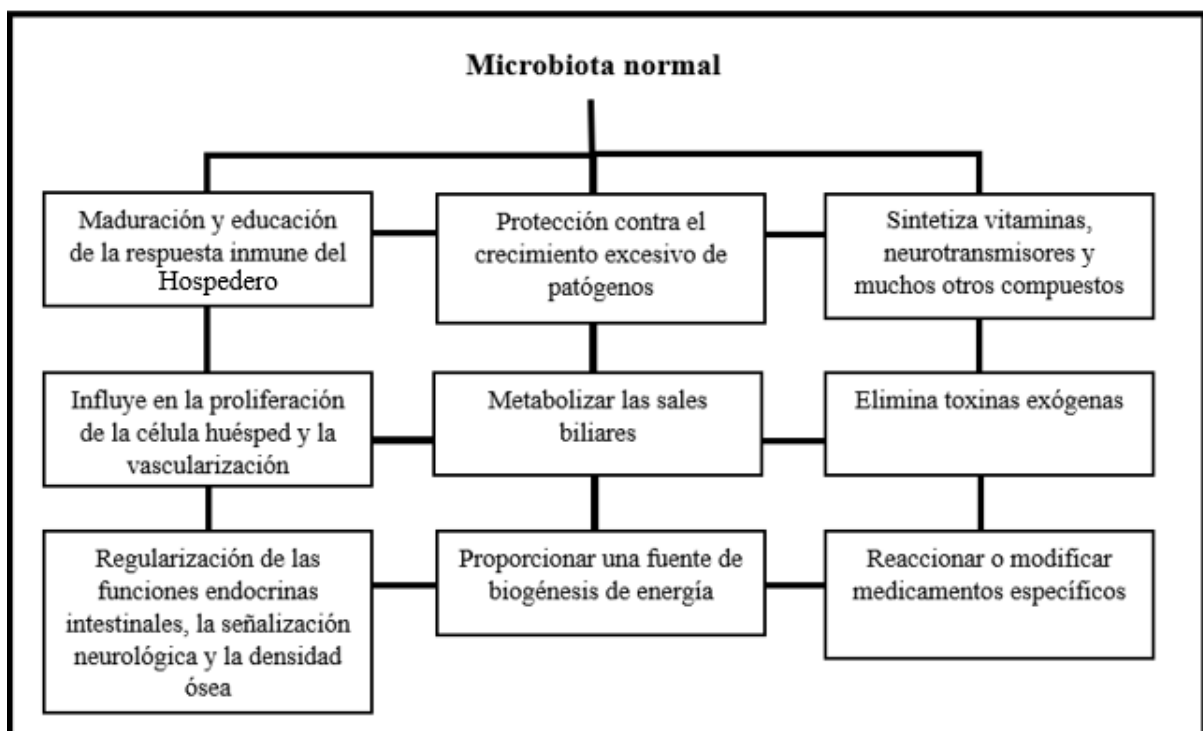 Microbiota normal
Maduración y educación
de la respuesta inmune del
Hospedero
Protección contra el
crecimiento excesivo de
patógenos
Sintetiza vitaminas,
neurotransmisores y
muchos otros compuestos
Influye en la proliferación
de la célula huésped y la
vascularización
Metabolizar las sales
biliares
Elimina toxinas exógenas
Regularización de las
funciones endocrinas
intestinales, la señalización
neurológica y la densidad
ósea
Proporcionar una fuente de
biogénesis de energía
Reaccionar o modificar
medicamentos específicos